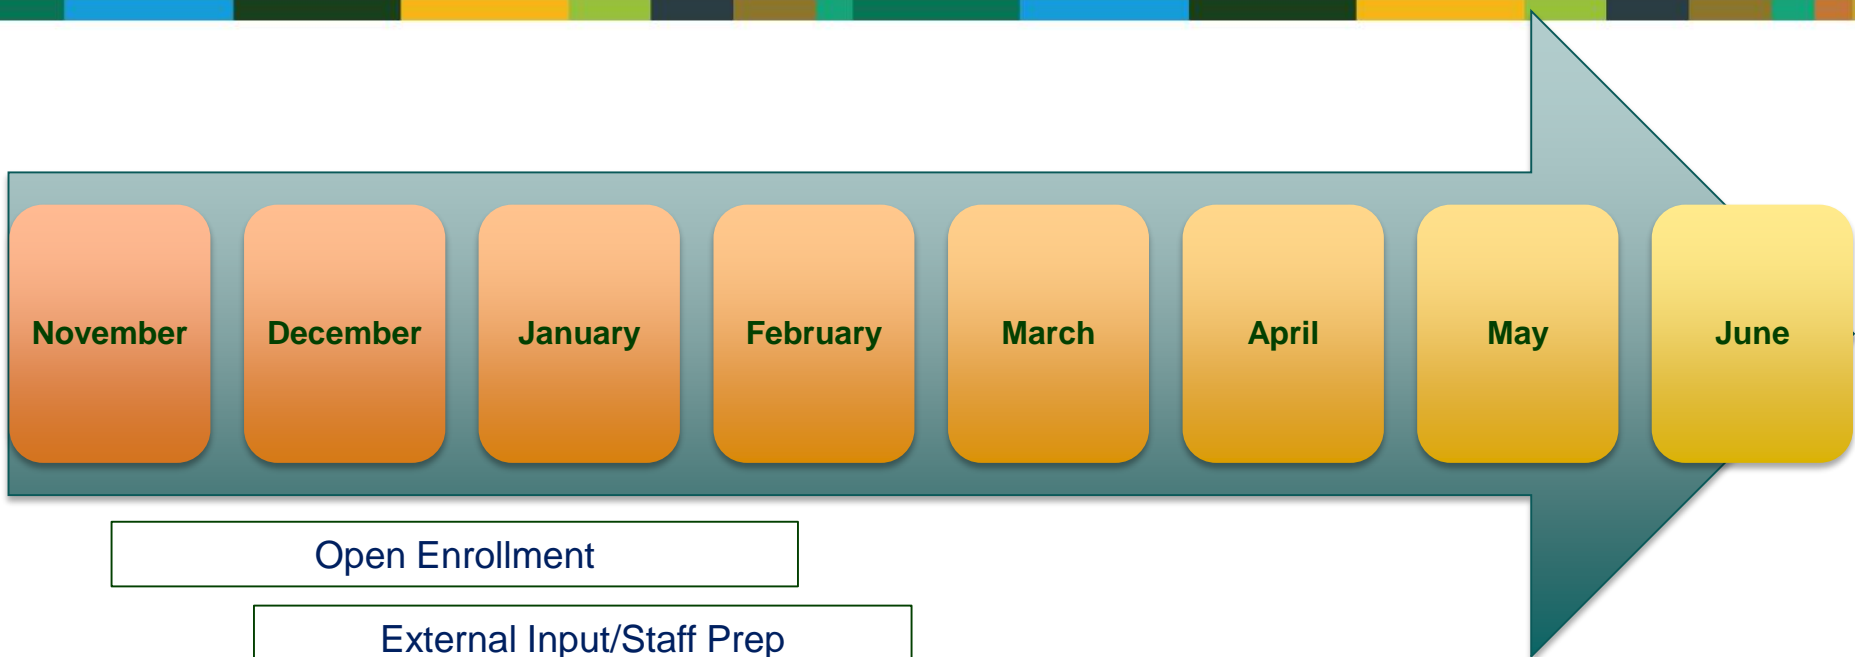 November
December
January
February
March
April
May
June
Open Enrollment
External Input/Staff Prep